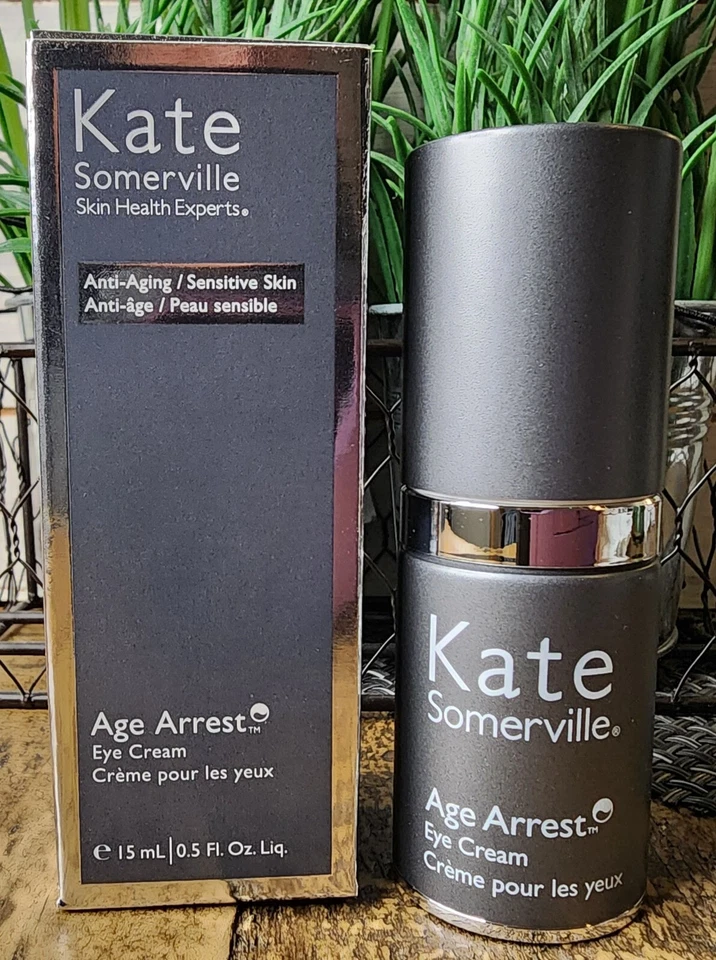 Kate
Somerville
Skin Health Experts®
Anti-Aging / Sensitive Skin
Anti-âge / Peau sensible
Age Arrest™
Eye Cream
Crème pour les yeux
℮ 15 mL | 0.5 Fl. Oz. Liq.
Kate
Somerville®
Age Arrest™
Eye Cream
Crème pour les yeux